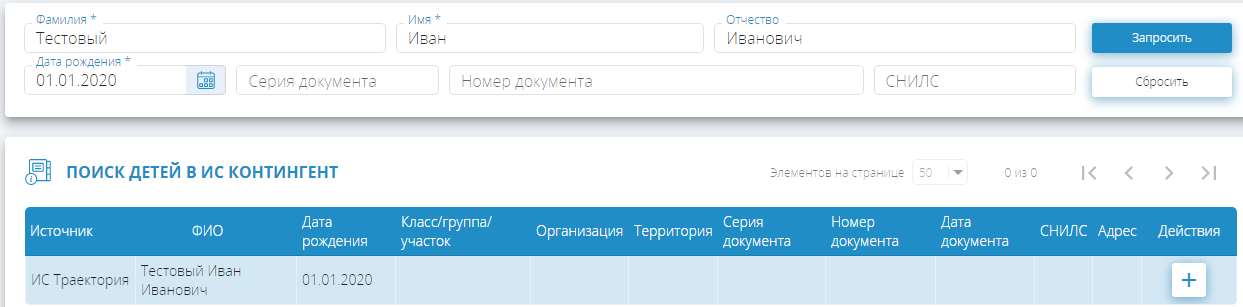 Фамилия * Имя * Отчество
Тестовый Иван Иванович Запросить
Дата рождения *
01.01.2020 Серия документа Номер документа СНИЛС Сбросить
ПОИСК ДЕТЕЙ В ИС КОНТИНГЕНТ Элементов на странице 50 0 из 0
Источник ФИО Дата рождения Класс/группа/участок Организация Территория Серия документа Номер документа Дата документа СНИЛС Адрес Действия
ИС Траектория Тестовый Иван Иванович 01.01.2020 +